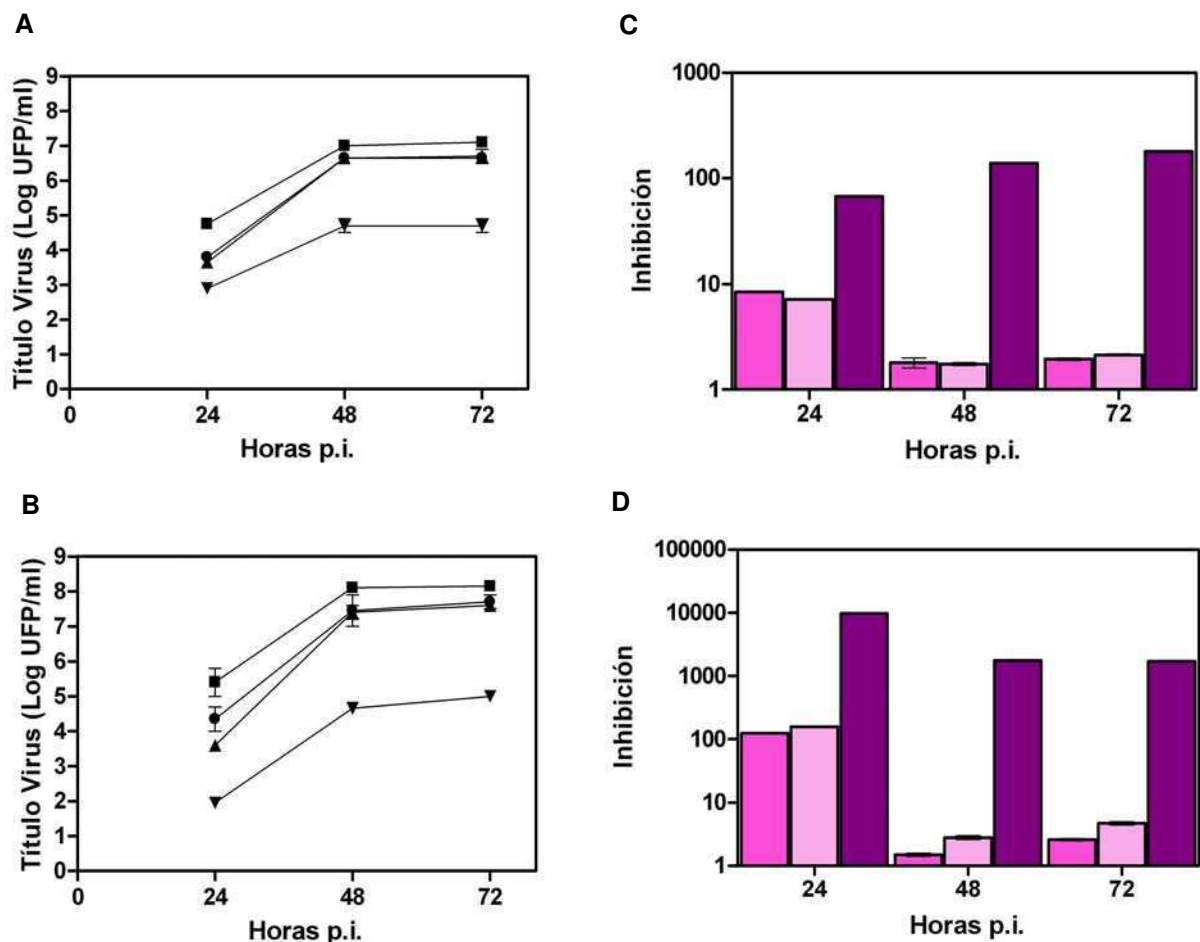 A
Título Virus (Log UFP/ml)
9
8
7
6
5
4
3
2
1
0
0 24 48 72
Horas p.i.
C
Inhibición
1000
100
10
1
24 48 72
Horas p.i.
B
Título Virus (Log UFP/ml)
9
8
7
6
5
4
3
2
1
0
0 24 48 72
Horas p.i.
D
Inhibición
100000
10000
1000
100
10
1
24 48 72
Horas p.i.